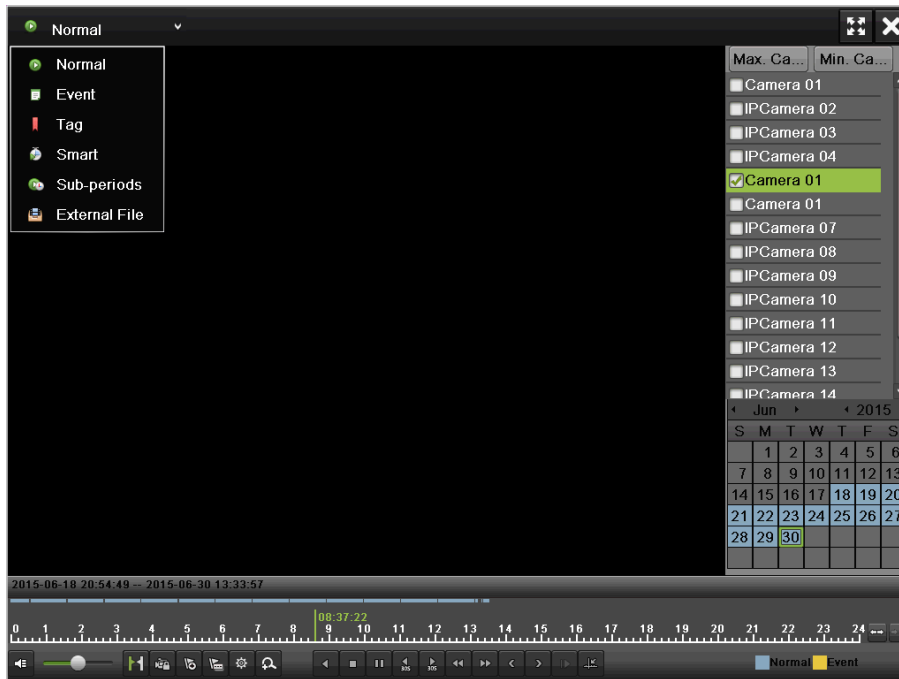 Normal
Normal
Event
Tag
Smart
Sub-periods
External File
Max. Ca... Min. Ca...
Camera 01
IPCamera 02
IPCamera 03
IPCamera 04
Camera 01
Camera 01
IPCamera 07
IPCamera 08
IPCamera 09
IPCamera 10
IPCamera 11
IPCamera 12
IPCamera 13
IPCamera 14
Jun 2015
S M T W T F S
1 2 3 4 5 6
7 8 9 10 11 12 13
14 15 16 17 18 19 20
21 22 23 24 25 26 27
28 29 30
2015-06-18 20:54:49 -- 2015-06-30 13:33:57
08:37:22
0 1 2 3 4 5 6 7 8 9 10 11 12 13 14 15 16 17 18 19 20 21 22 23 24
30S 30S
Normal Event